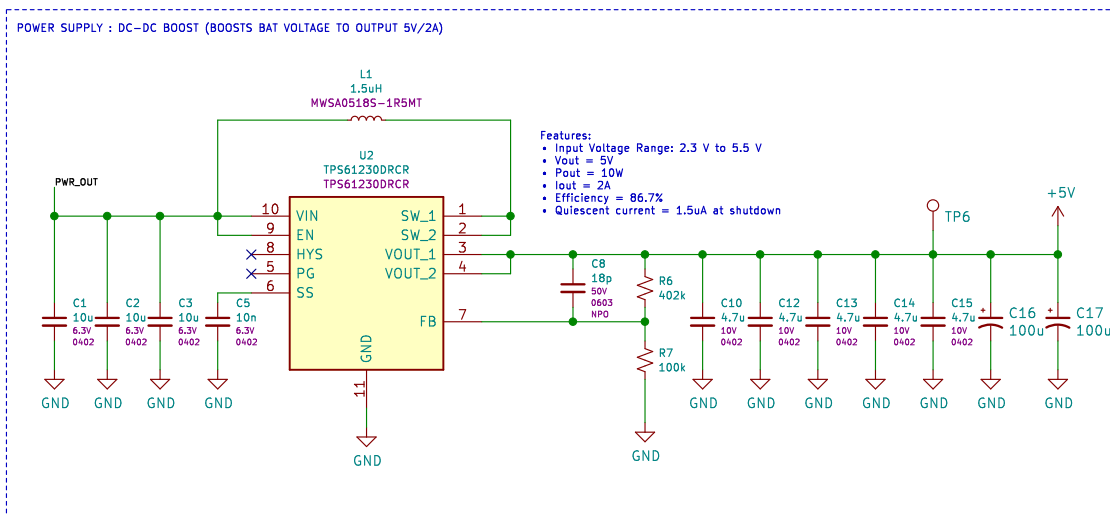 POWER SUPPLY : DC-DC BOOST (BOOSTS BAT VOLTAGE TO OUTPUT 5V/2A)
L1
1.5uH
MWSA0518S-1R5MT
Features:
• Input Voltage Range: 2.3 V to 5.5 V
• Vout = 5V
• Pout = 10W
• Iout = 2A
• Efficiency = 86.7%
• Quiescent current = 1.5uA at shutdown
U2
TPS61230DRCR
TPS61230DRCR
PWR_OUT
10 VIN
9 EN
8 HYS
5 PG
6 SS
SW_1 1
SW_2 2
VOUT_1 3
VOUT_2 4
FB 7
GND
11
GND
C1
10u
6.3V
0402
GND
C2
10u
6.3V
0402
GND
C3
10u
6.3V
0402
GND
C5
10n
6.3V
0402
GND
C8
18p
50V
0603
NPO
R6
402k
R7
100k
GND
C10
4.7u
10V
0402
GND
C12
4.7u
10V
0402
GND
C13
4.7u
10V
0402
GND
C14
4.7u
10V
0402
GND
C15
4.7u
10V
0402
GND
TP6
+5V
+
C16
100u
GND
+
C17
100u
GND